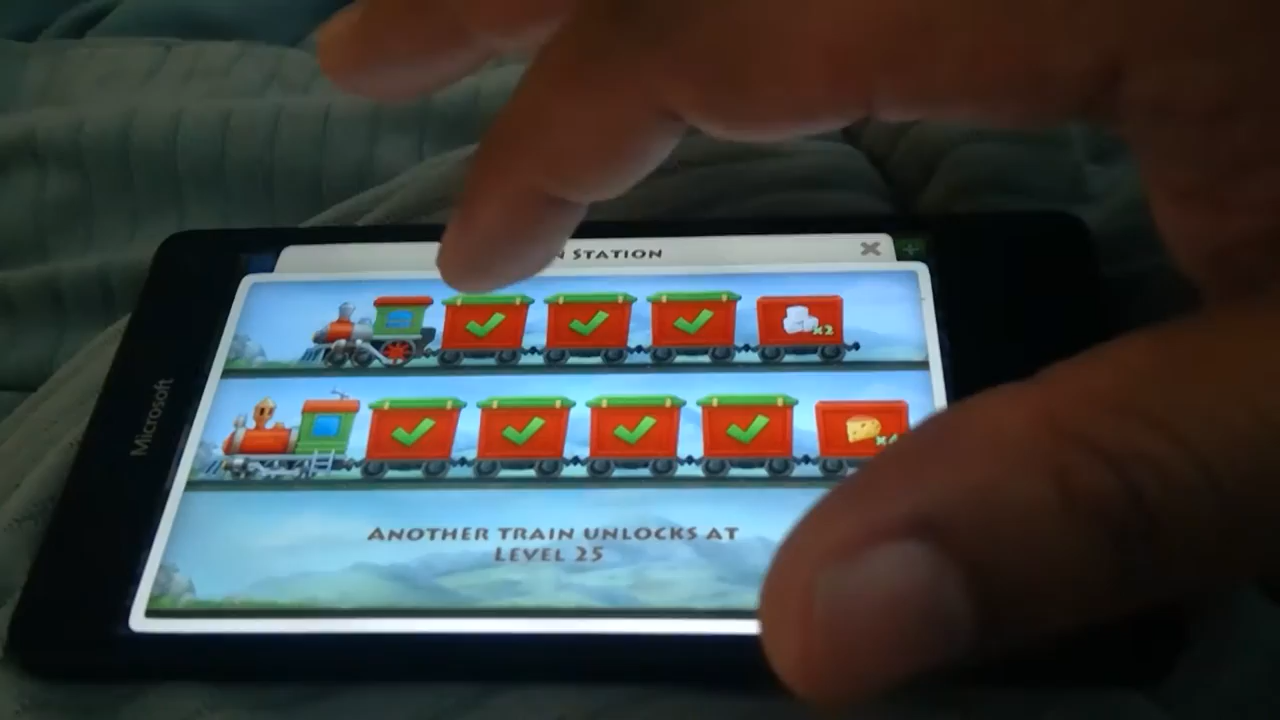 Microsoft
STATION
x2
ANOTHER TRAIN UNLOCKS AT
LEVEL 25